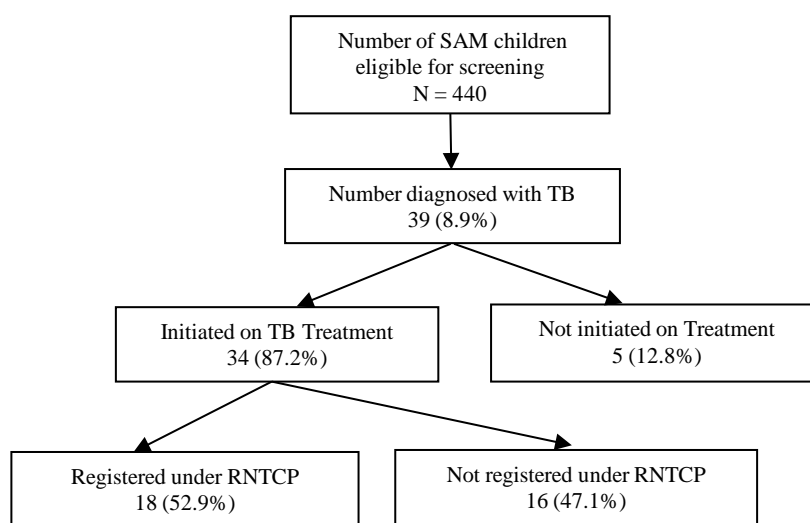 Number of SAM children
eligible for screening
N = 440
Number diagnosed with TB
39 (8.9%)
Initiated on TB Treatment
34 (87.2%)
Not initiated on Treatment
5 (12.8%)
Registered under RNTCP
18 (52.9%)
Not registered under RNTCP
16 (47.1%)